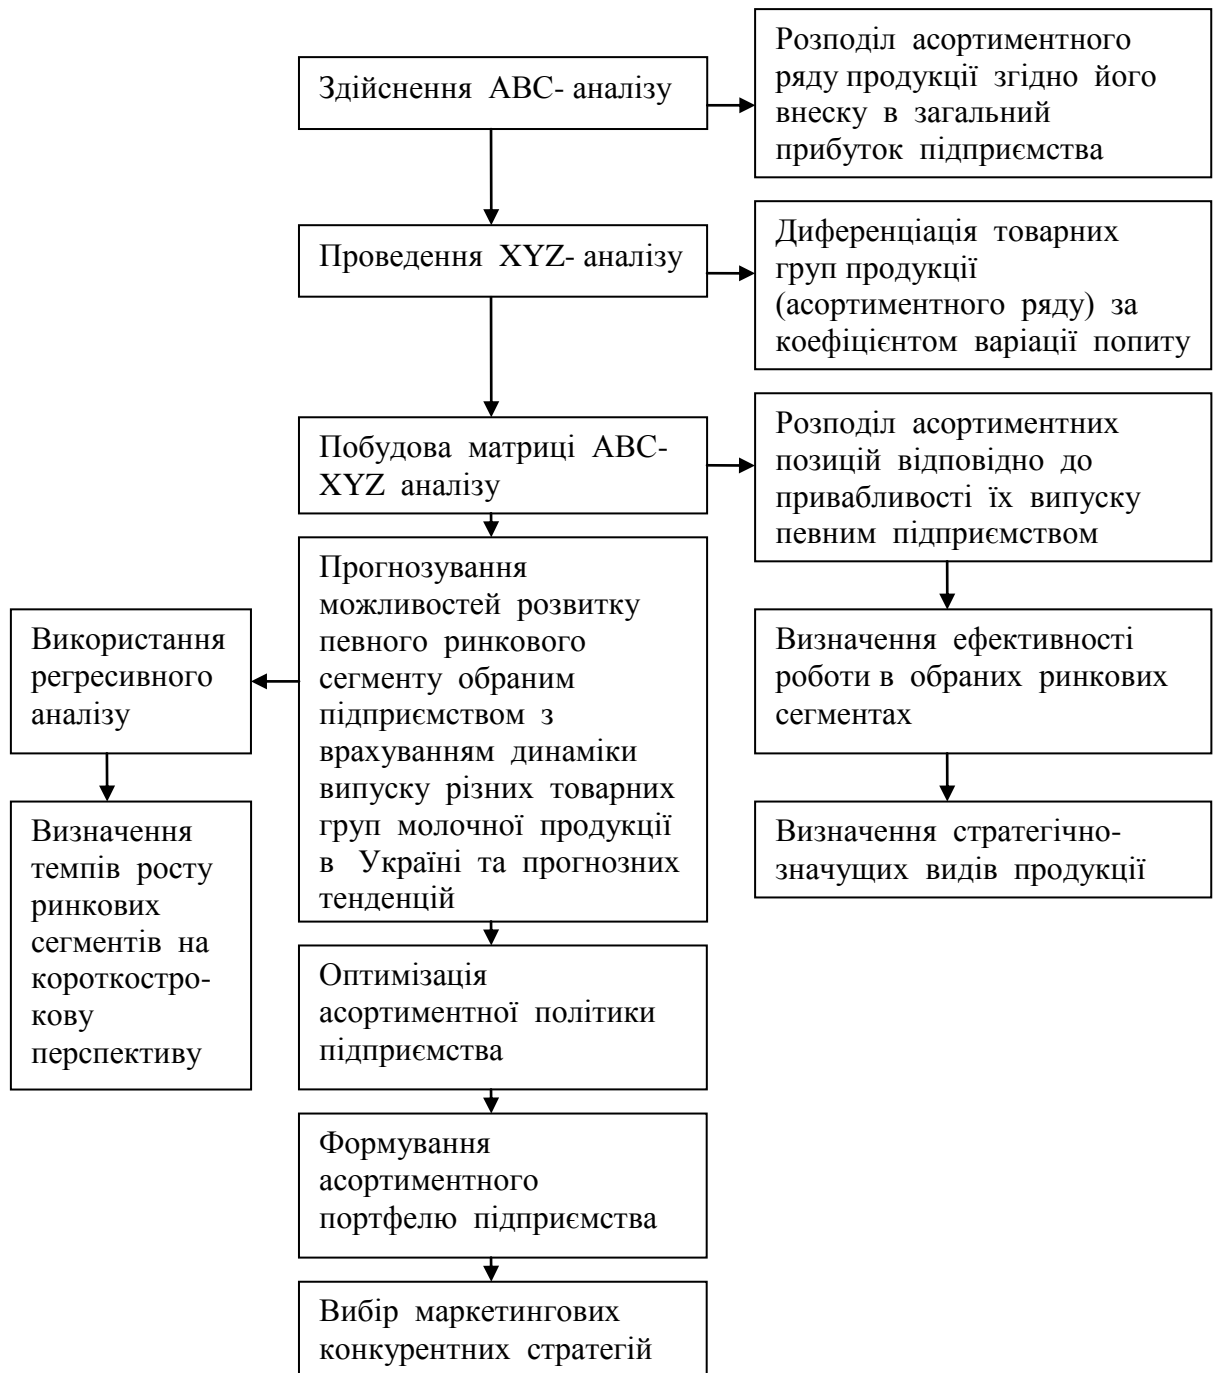 Здійснення АВС- аналізу
Розподіл асортиментного
ряду продукції згідно його
внеску в загальний
прибуток підприємства
Проведення XYZ- аналізу
Диференціація товарних
груп продукції
(асортиментного ряду) за
коефіцієнтом варіації попиту
Побудова матриці АВС-
XYZ аналізу
Розподіл асортиментних
позицій відповідно до
привабливості їх випуску
певним підприємством
Прогнозування
можливостей розвитку
певного ринкового
сегменту обраним
підприємством з
врахуванням динаміки
випуску різних товарних
груп молочної продукції
в Україні та прогнозних
тенденцій
Використання
регресивного
аналізу
Визначення ефективності
роботи в обраних ринкових
сегментах
Визначення
темпів росту
ринкових
сегментів на
короткостро-
кову
перспективу
Визначення стратегічно-
значущих видів продукції
Оптимізація
асортиментної політики
підприємства
Формування
асортиментного
портфелю підприємства
Вибір маркетингових
конкурентних стратегій